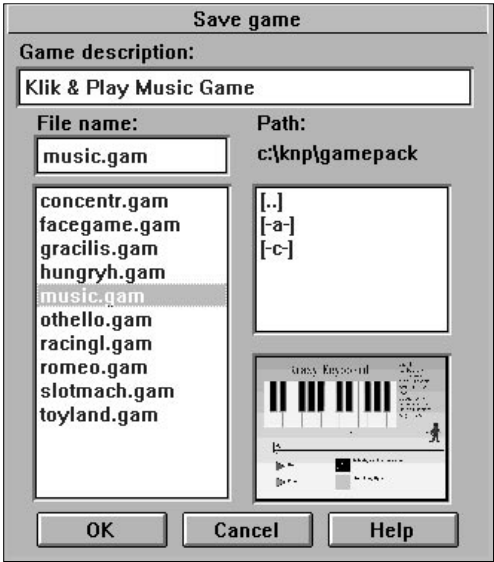 Save game
Game description:
Klik & Play Music Game
File name:
Path:
music.gam
c:\knp\gamepack
concentr.gam
facegame.gam
gracilis.gam
hungryh.gam
music.gam
othello.gam
racingl.gam
romeo.gam
slotmach.gam
toyland.gam
[..]
[-a-]
[-c-]
Krazy Keyboard
OK
Cancel
Help